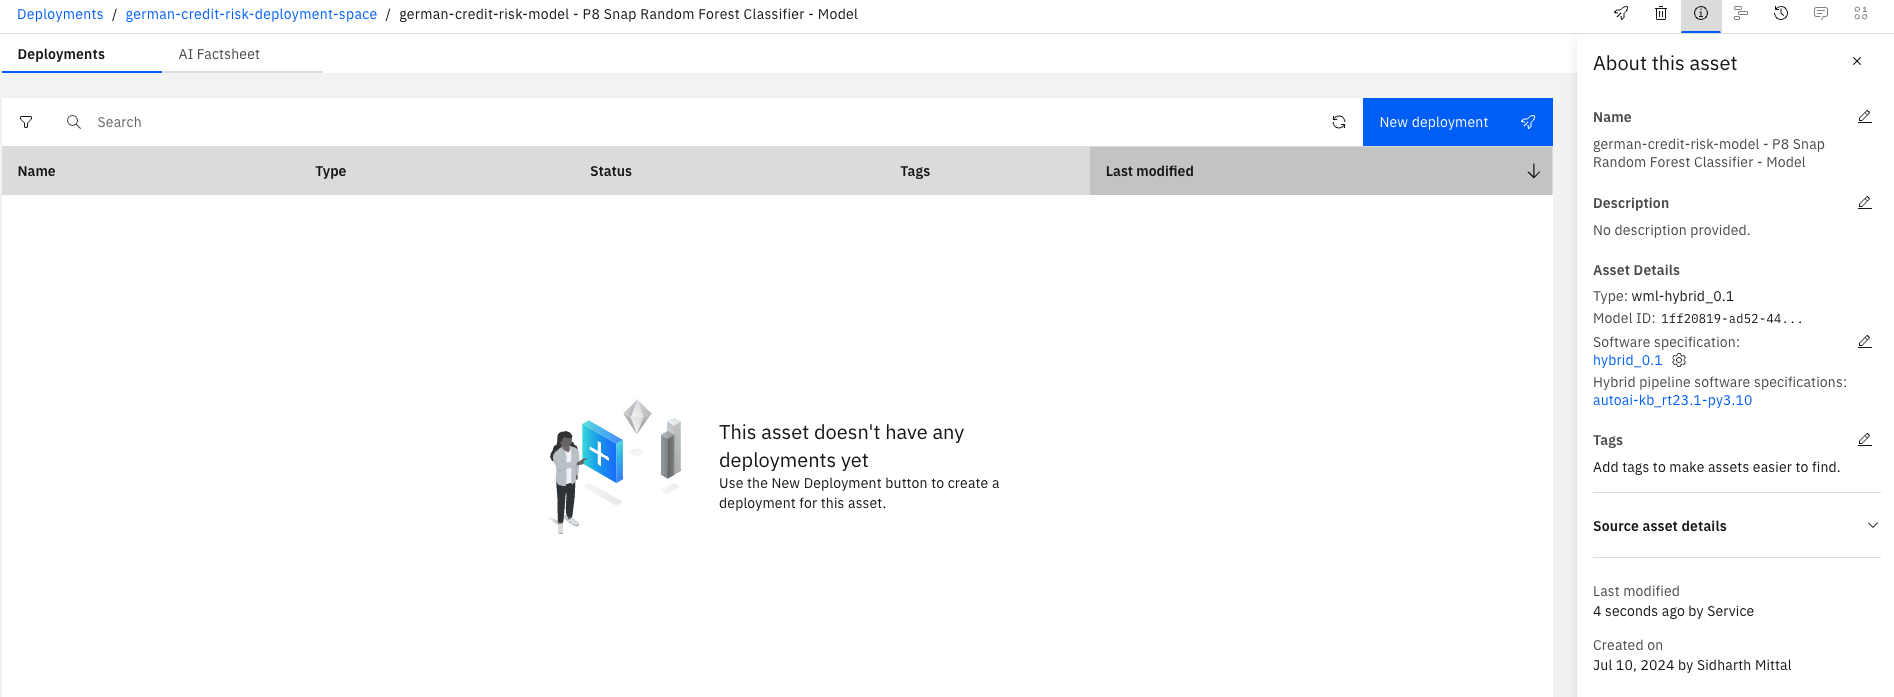 Deployments / german-credit-risk-deployment-space / german-credit-risk-model - P8 Snap Random Forest Classifier - Model
Deployments
AI Factsheet
Search
New deployment
Name
Type
Status
Tags
Last modified
This asset doesn't have any
deployments yet
Use the New Deployment button to create a
deployment for this asset.
About this asset
Name
german-credit-risk-model - P8 Snap
Random Forest Classifier - Model
Description
No description provided.
Asset Details
Type: wml-hybrid_0.1
Model ID: 1ff20819-ad52-44...
Software specification:
hybrid_0.1
Hybrid pipeline software specifications:
autoai-kb_rt23.1-py3.10
Tags
Add tags to make assets easier to find.
Source asset details
Last modified
4 seconds ago by Service
Created on
Jul 10, 2024 by Sidharth Mittal